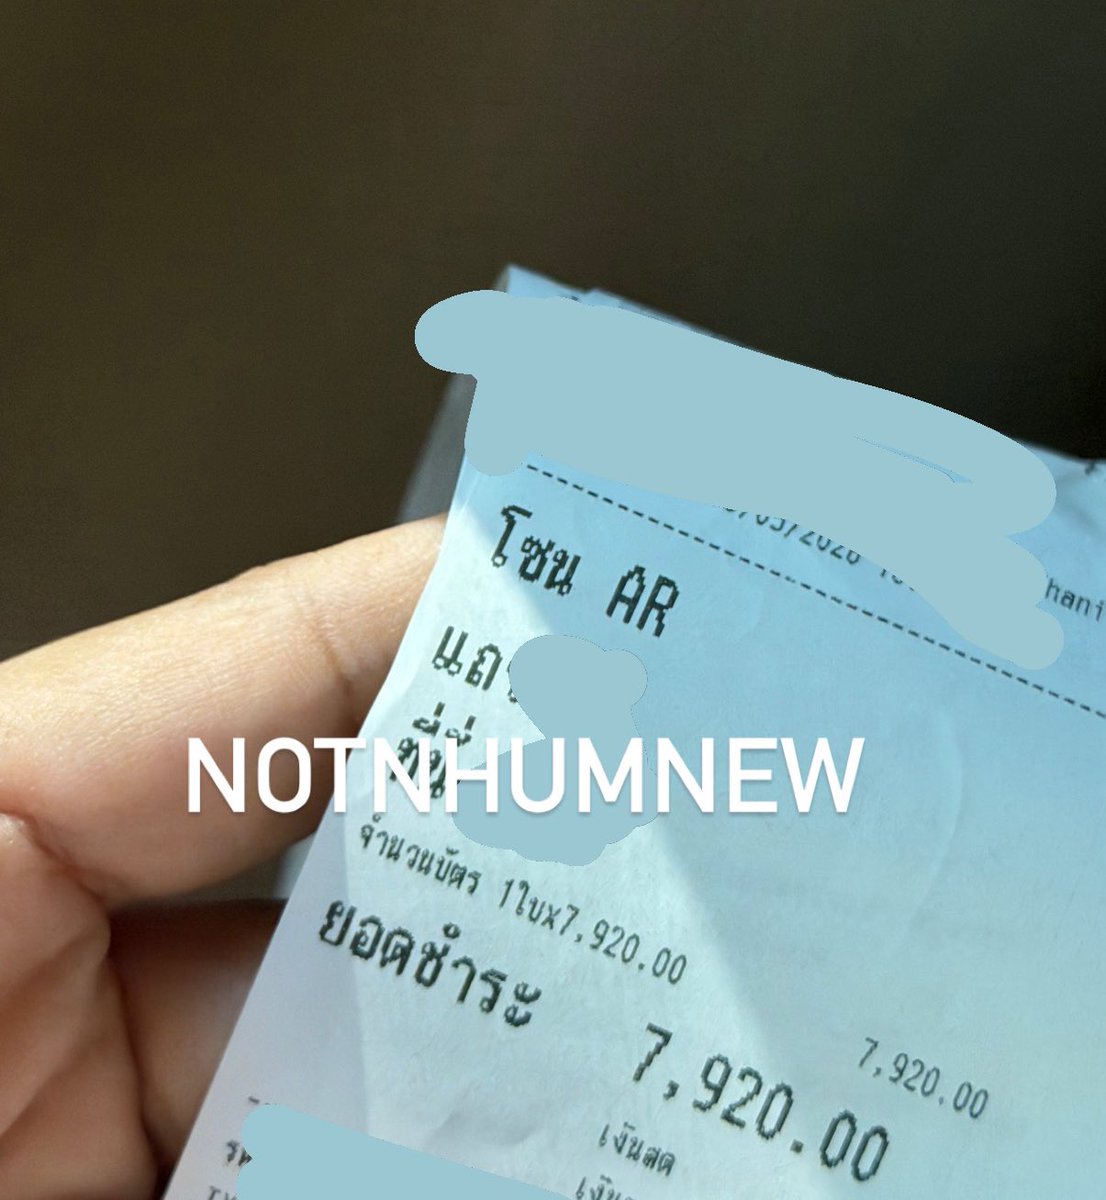 โซน AR
ที่นั่
NOTNHUMNEW
จำนวนบัตร 1ใบx7,920.00
7,920.00
ยอดชำระ 7,920.00
เงินสด